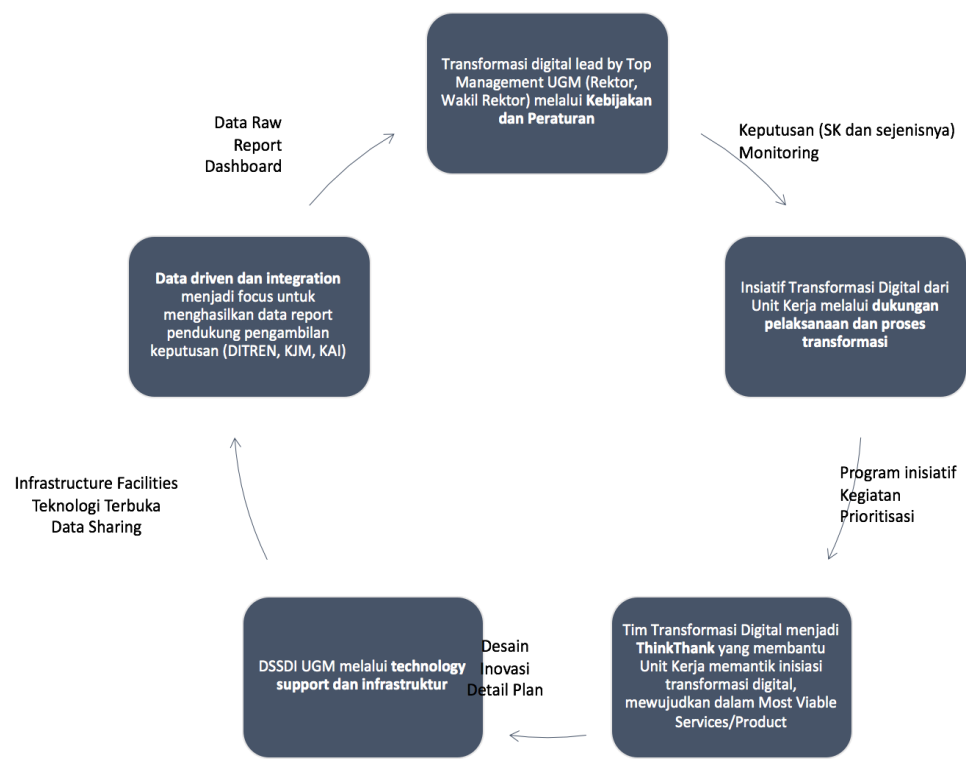 Transformasi digital lead by Top
Management UGM (Rektor,
Wakil Rektor) melalui Kebijakan
dan Peraturan
Keputusan (SK dan sejenisnya)
Monitoring
Insiatif Transformasi Digital dari
Unit Kerja melalui dukungan
pelaksanaan dan proses
transformasi
Program inisiatif
Kegiatan
Prioritisasi
Tim Transformasi Digital menjadi
ThinkThank yang membantu
Unit Kerja memantik inisiasi
transformasi digital,
mewujudkan dalam Most Viable
Services/Product
Desain
Inovasi
Detail Plan
DSSDI UGM melalui technology
support dan infrastruktur
Infrastructure Facilities
Teknologi Terbuka
Data Sharing
Data driven dan integration
menjadi focus untuk
menghasilkan data report
pendukung pengambilan
keputusan (DITREN, KJM, KAI)
Data Raw
Report
Dashboard